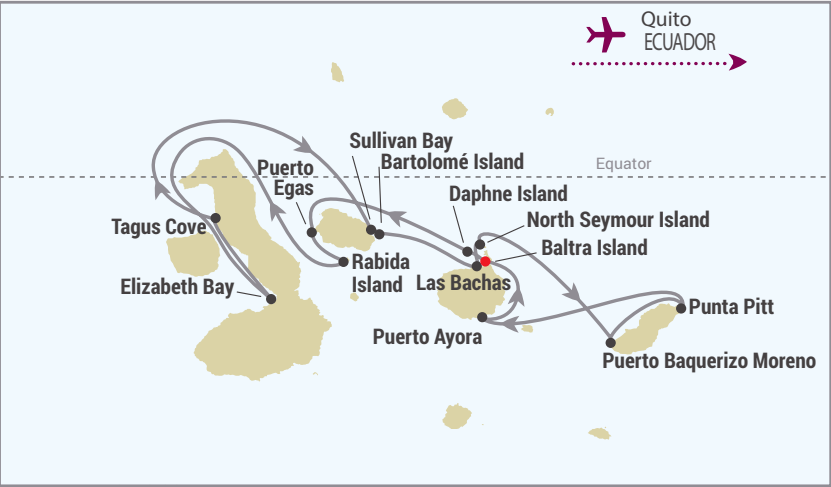 Quito
ECUADOR
Equator
Sullivan Bay
Bartolomé Island
Puerto
Egas
Daphne Island
North Seymour Island
Tagus Cove
Baltra Island
Rabida
Island
Las Bachas
Elizabeth Bay
Punta Pitt
Puerto Ayora
Puerto Baquerizo Moreno